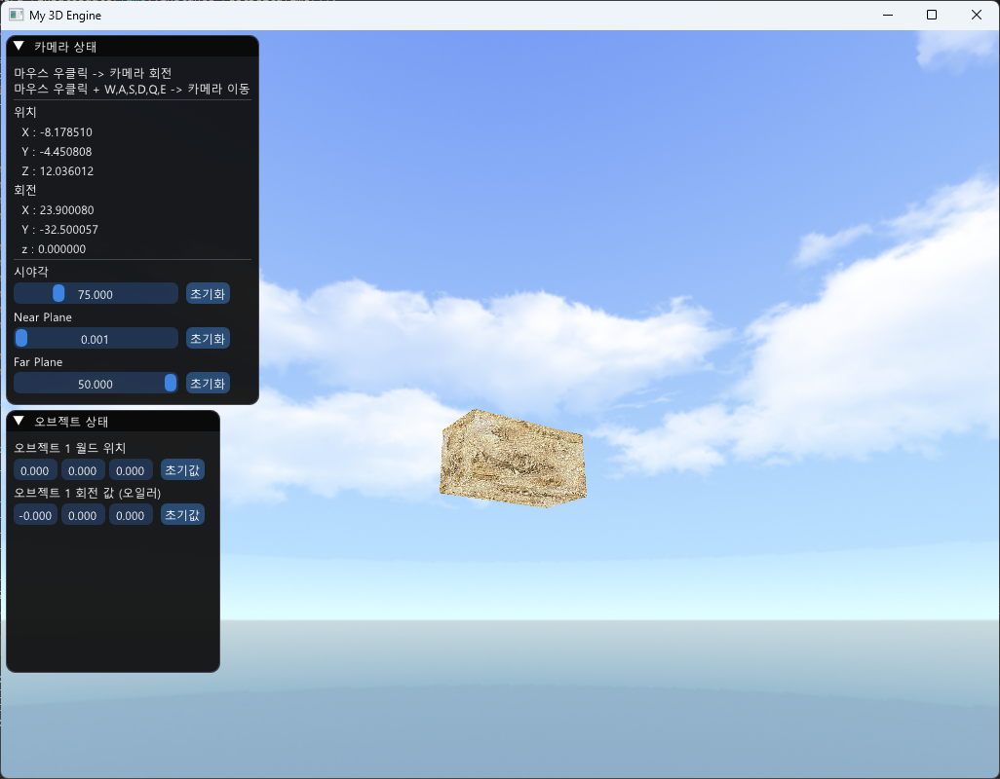 My 3D Engine
카메라 상태
마우스 우클릭 -> 카메라 회전
마우스 우클릭 + W,A,S,D,Q,E -> 카메라 이동
위치
X : -8.178510
Y : -4.450808
Z : 12.036012
회전
X : 23.900080
Y : -32.500057
z : 0.000000
시야각
75.000 초기화
Near Plane
0.001 초기화
Far Plane
50.000 초기화
오브젝트 상태
오브젝트 1 월드 위치
0.000 0.000 0.000 초기값
오브젝트 1 회전 값 (오일러)
-0.000 0.000 0.000 초기값